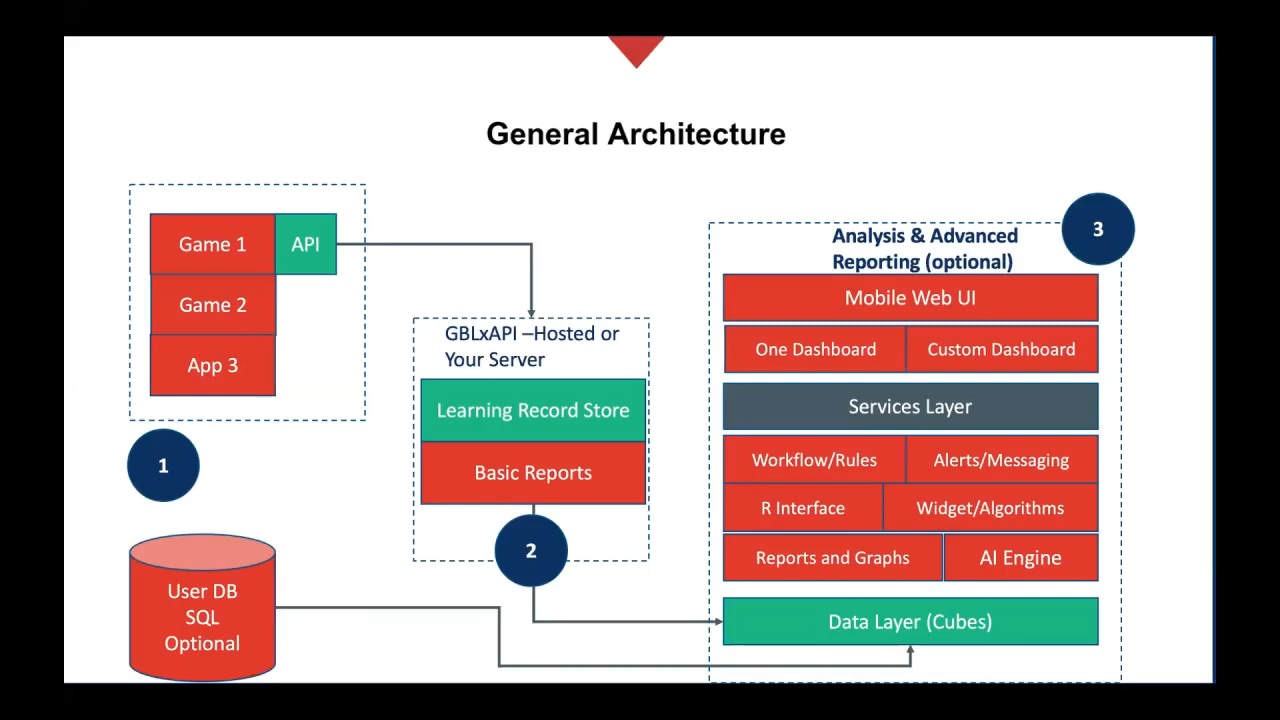 General Architecture
Game 1
API
Game 2
App 3
1
User DB
SQL
Optional
GBLxAPI –Hosted or
Your Server
Learning Record Store
Basic Reports
2
3
Analysis & Advanced
Reporting (optional)
Mobile Web UI
One Dashboard
Custom Dashboard
Services Layer
Workflow/Rules
Alerts/Messaging
R Interface
Widget/Algorithms
Reports and Graphs
AI Engine
Data Layer (Cubes)